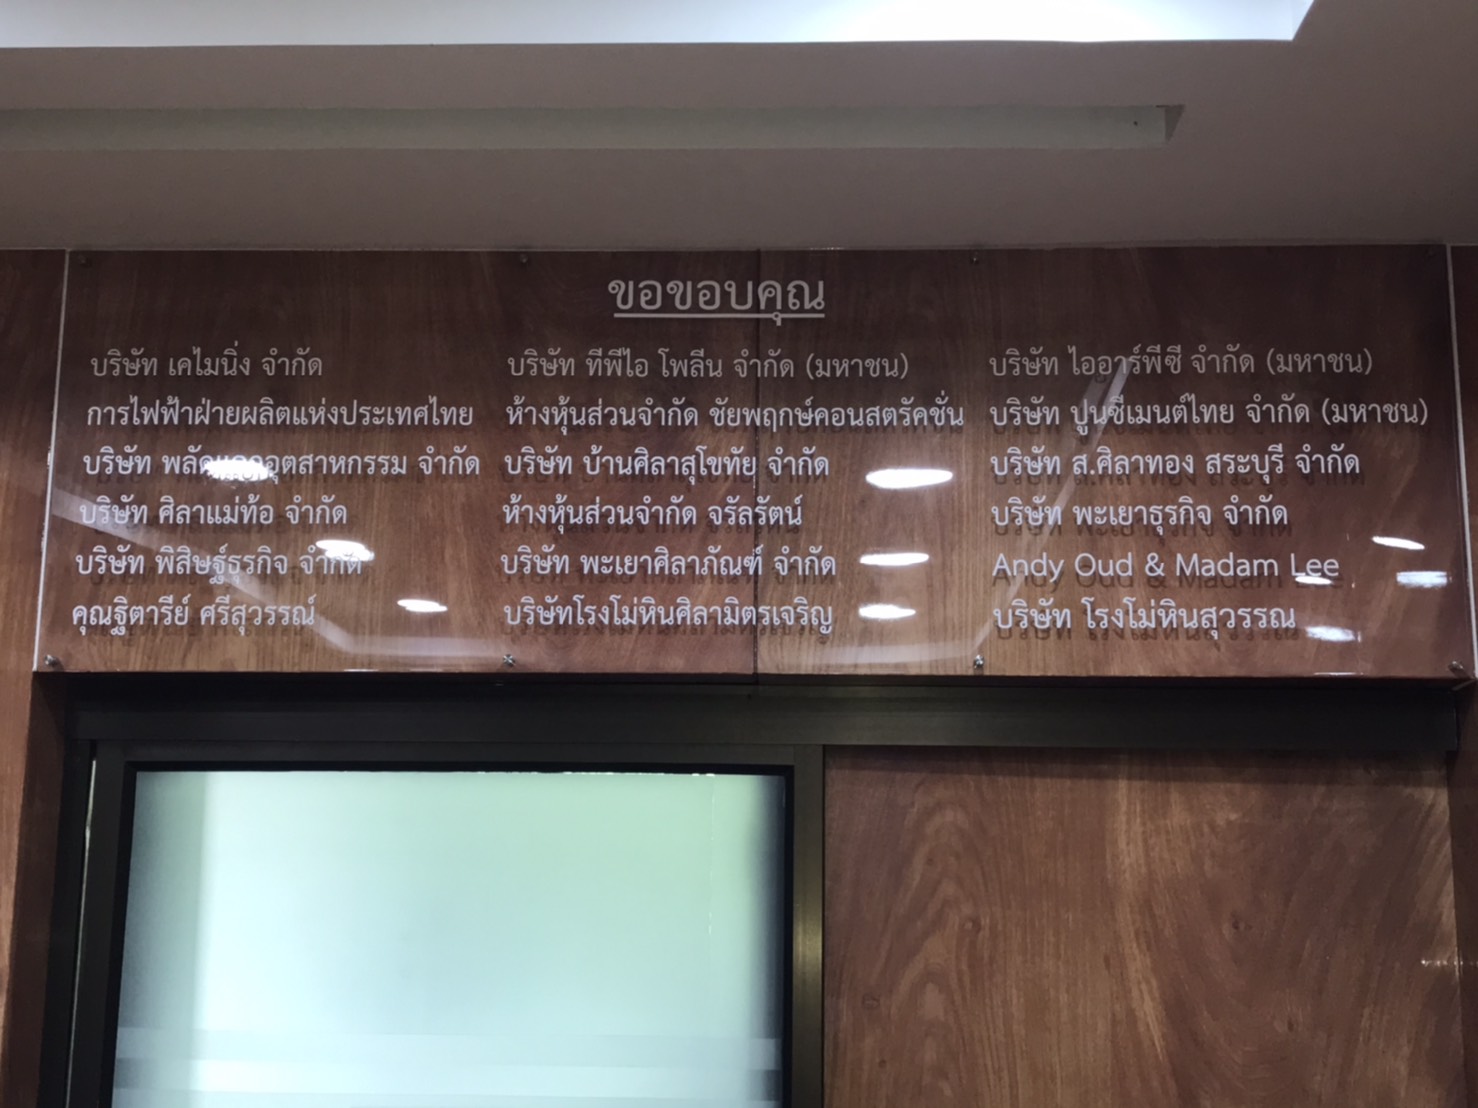 ขอขอบคุณ
บริษัท เคไมนิ่ง จำกัด
การไฟฟ้าฝ่ายผลิตแห่งประเทศไทย
บริษัท อุตสาหกรรม จำกัด
บริษัท ศิลาแม่ท้อ จำกัด
บริษัท พิสิษฐ์ธุรกิจ จำกัด
คุณฐิตารีย์ ศรีสุวรรณ์
บริษัท ทีพีไอ โพลีน จำกัด (มหาชน)
ห้างหุ้นส่วนจำกัด ชัยพฤกษ์คอนสตรัคชั่น
บริษัท บ้านศิลาสุโขทัย จำกัด
ห้างหุ้นส่วนจำกัด จรัลรัตน์
บริษัท พะเยาศิลาภัณฑ์ จำกัด
บริษัทโรงโม่หินศิลามิตรเจริญ
บริษัท ไออาร์พีซี จำกัด (มหาชน)
บริษัท ปูนซีเมนต์ไทย จำกัด (มหาชน)
บริษัท ส.ศิลาทอง สระบุรี จำกัด
บริษัท พะเยาธุรกิจ จำกัด
Andy Oud & Madam Lee
บริษัท โรงโม่หินสุวรรณ